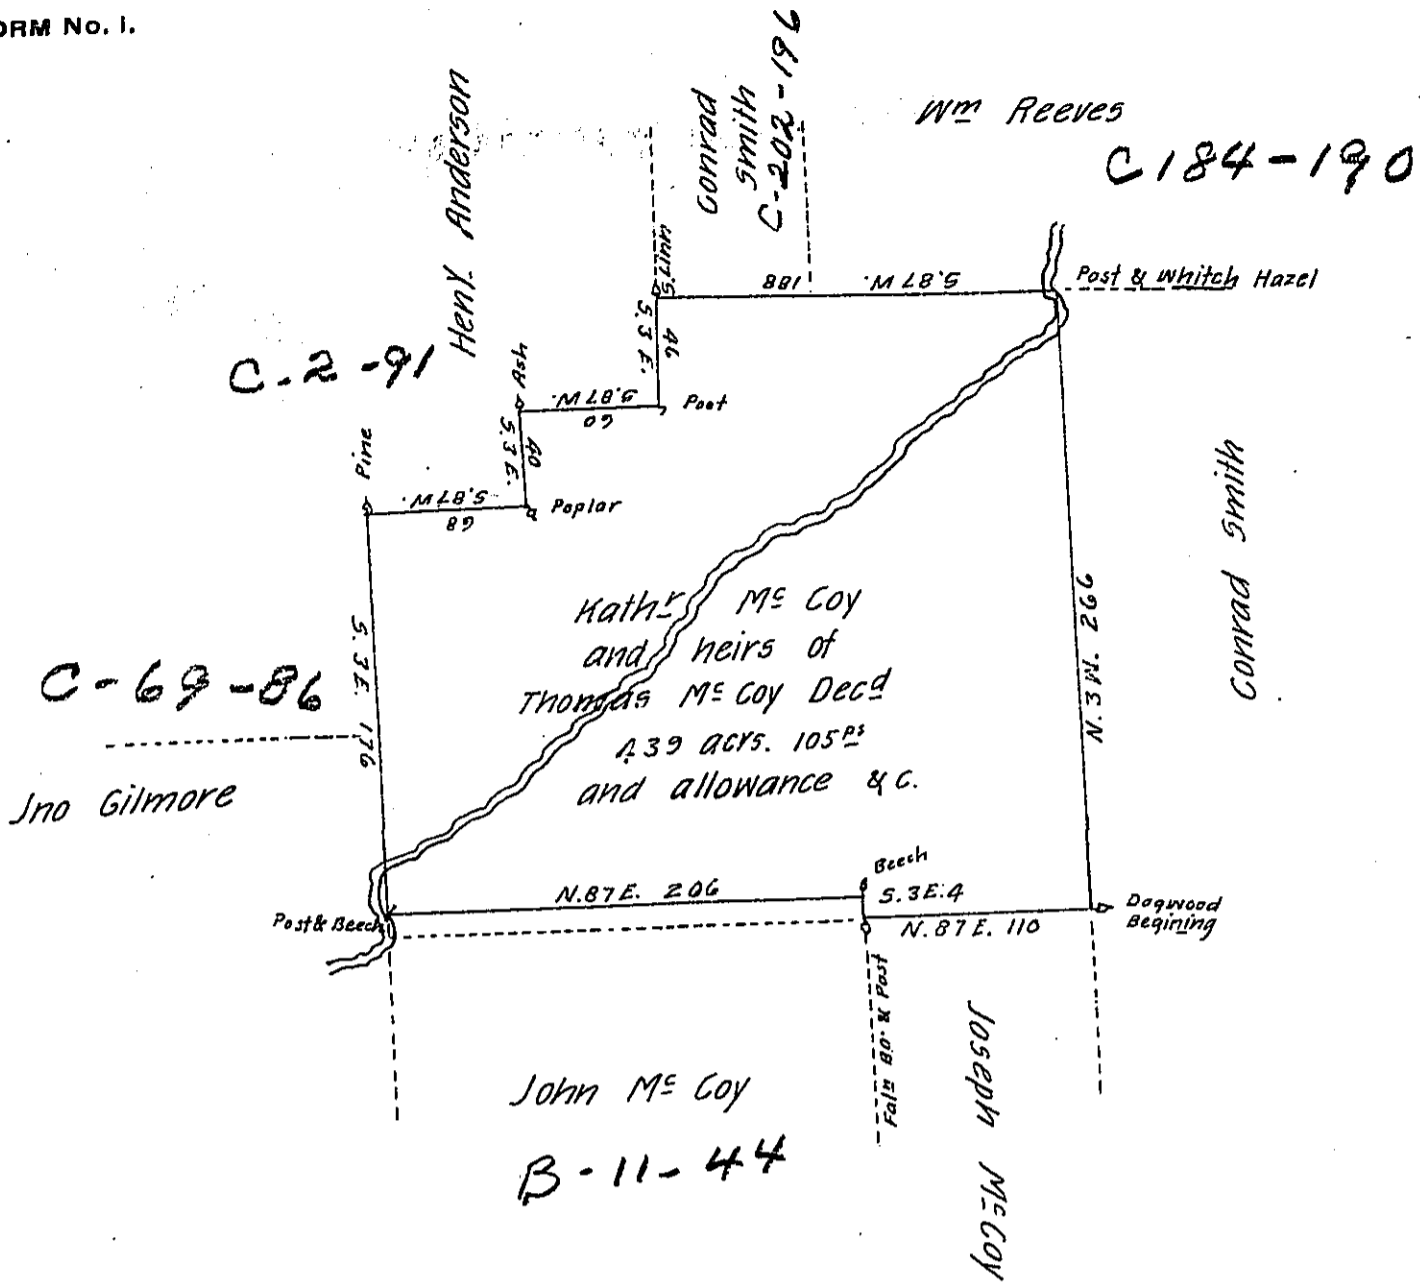 ORM No. 1.
Henry. Anderson
C-2-91
Conrad
Smith
C-202-196
Wm Reeves
C184-190
S.87W. 188
Post & Whitch Hazel
S.3E. 46
S.87W. 60
Post
Ash
S.3E. 40
S.87W. 68
Poplar
Pine
S.3E. 176
C-69-86
Jno Gilmore
Kathr McCoy
and heirs of
Thomas McCoy Decd
439 acrs. 105ps
and allowance &c.
N.3W. 266
Conrad Smith
Post & Beech
N.87E. 206
Beech
S.3E.4
N.87E. 110
Dogwood
Begining
Faln B.O. & Post
John McCoy
B-11-44
Joseph McCoy